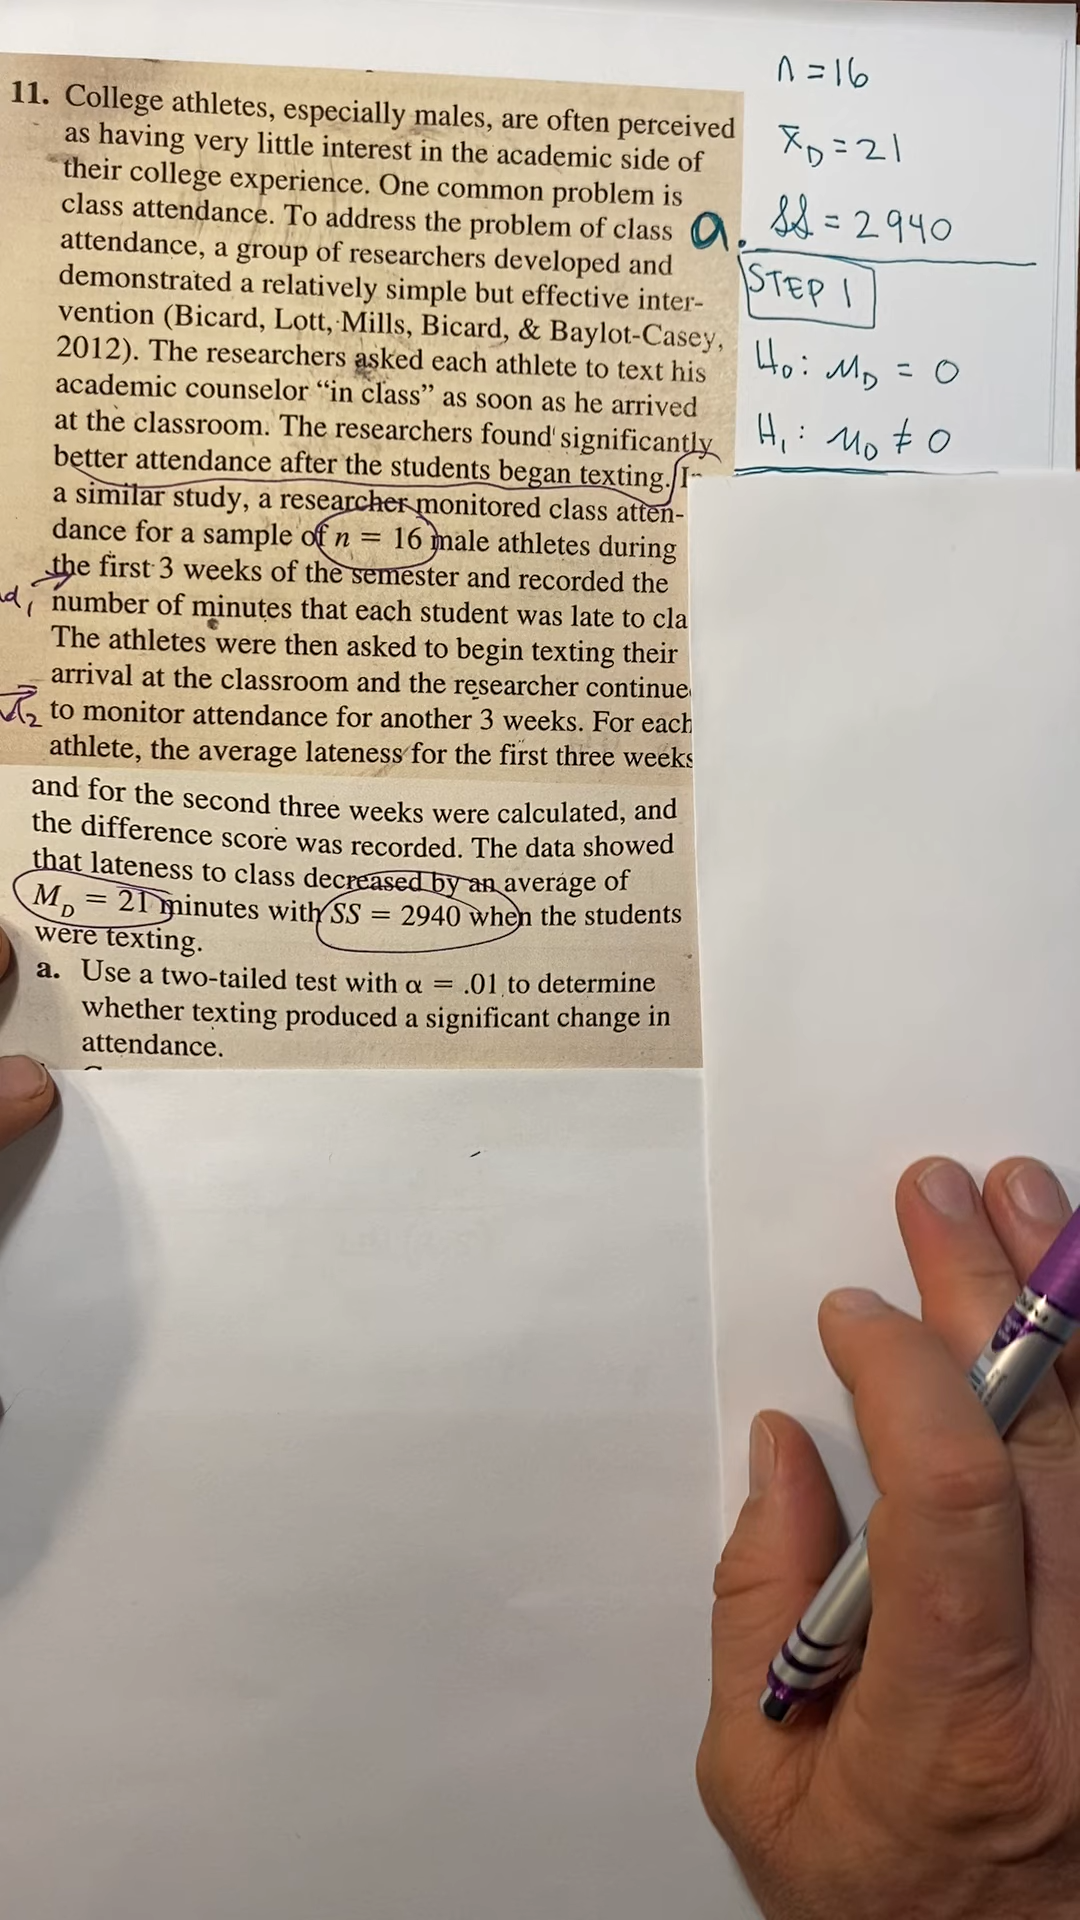 11. College athletes, especially males, are often perceived
as having very little interest in the academic side of
their college experience. One common problem is
class attendance. To address the problem of class
attendance, a group of researchers developed and
demonstrated a relatively simple but effective inter-
vention (Bicard, Lott, Mills, Bicard, & Baylot-Casey,
2012). The researchers asked each athlete to text his
academic counselor “in class” as soon as he arrived
at the classroom. The researchers found significantly
better attendance after the students began texting. In
a similar study, a researcher monitored class atten-
dance for a sample of n = 16 male athletes during
the first 3 weeks of the semester and recorded the
number of minutes that each student was late to cla
The athletes were then asked to begin texting their
arrival at the classroom and the researcher continue
to monitor attendance for another 3 weeks. For each
athlete, the average lateness for the first three weeks
and for the second three weeks were calculated, and
the difference score was recorded. The data showed
that lateness to class decreased by an average of
M_D = 21 minutes with SS = 2940 when the students
were texting.
a. Use a two-tailed test with α = .01 to determine
whether texting produced a significant change in
attendance.
n = 16
x̄_D = 21
a. SS = 2940
STEP 1
H₀: μ_D = 0
H₁: μ_D ≠ 0